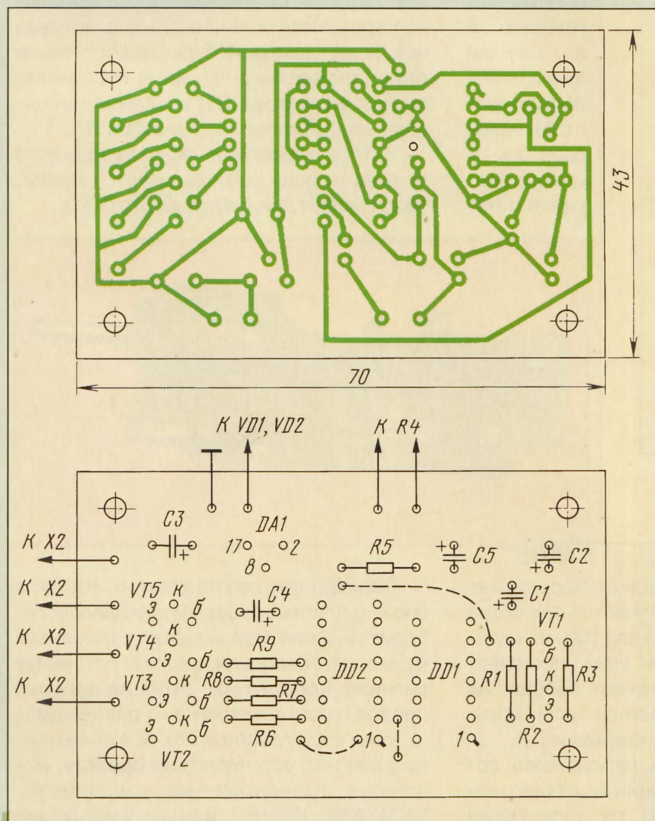 43
70
К VD1, VD2
К R4
К X2
К X2
К X2
К X2
C3
DA1
17
2
8
R5
C5
C2
C1
VT5
к
э
б
C4
VT4
к
э
б
VT3
к
э
б
VT2
к
э
б
R9
R8
R7
R6
DD2
DD1
1
1
VT1
б
к
э
R1
R2
R3
+
+
+
+
+